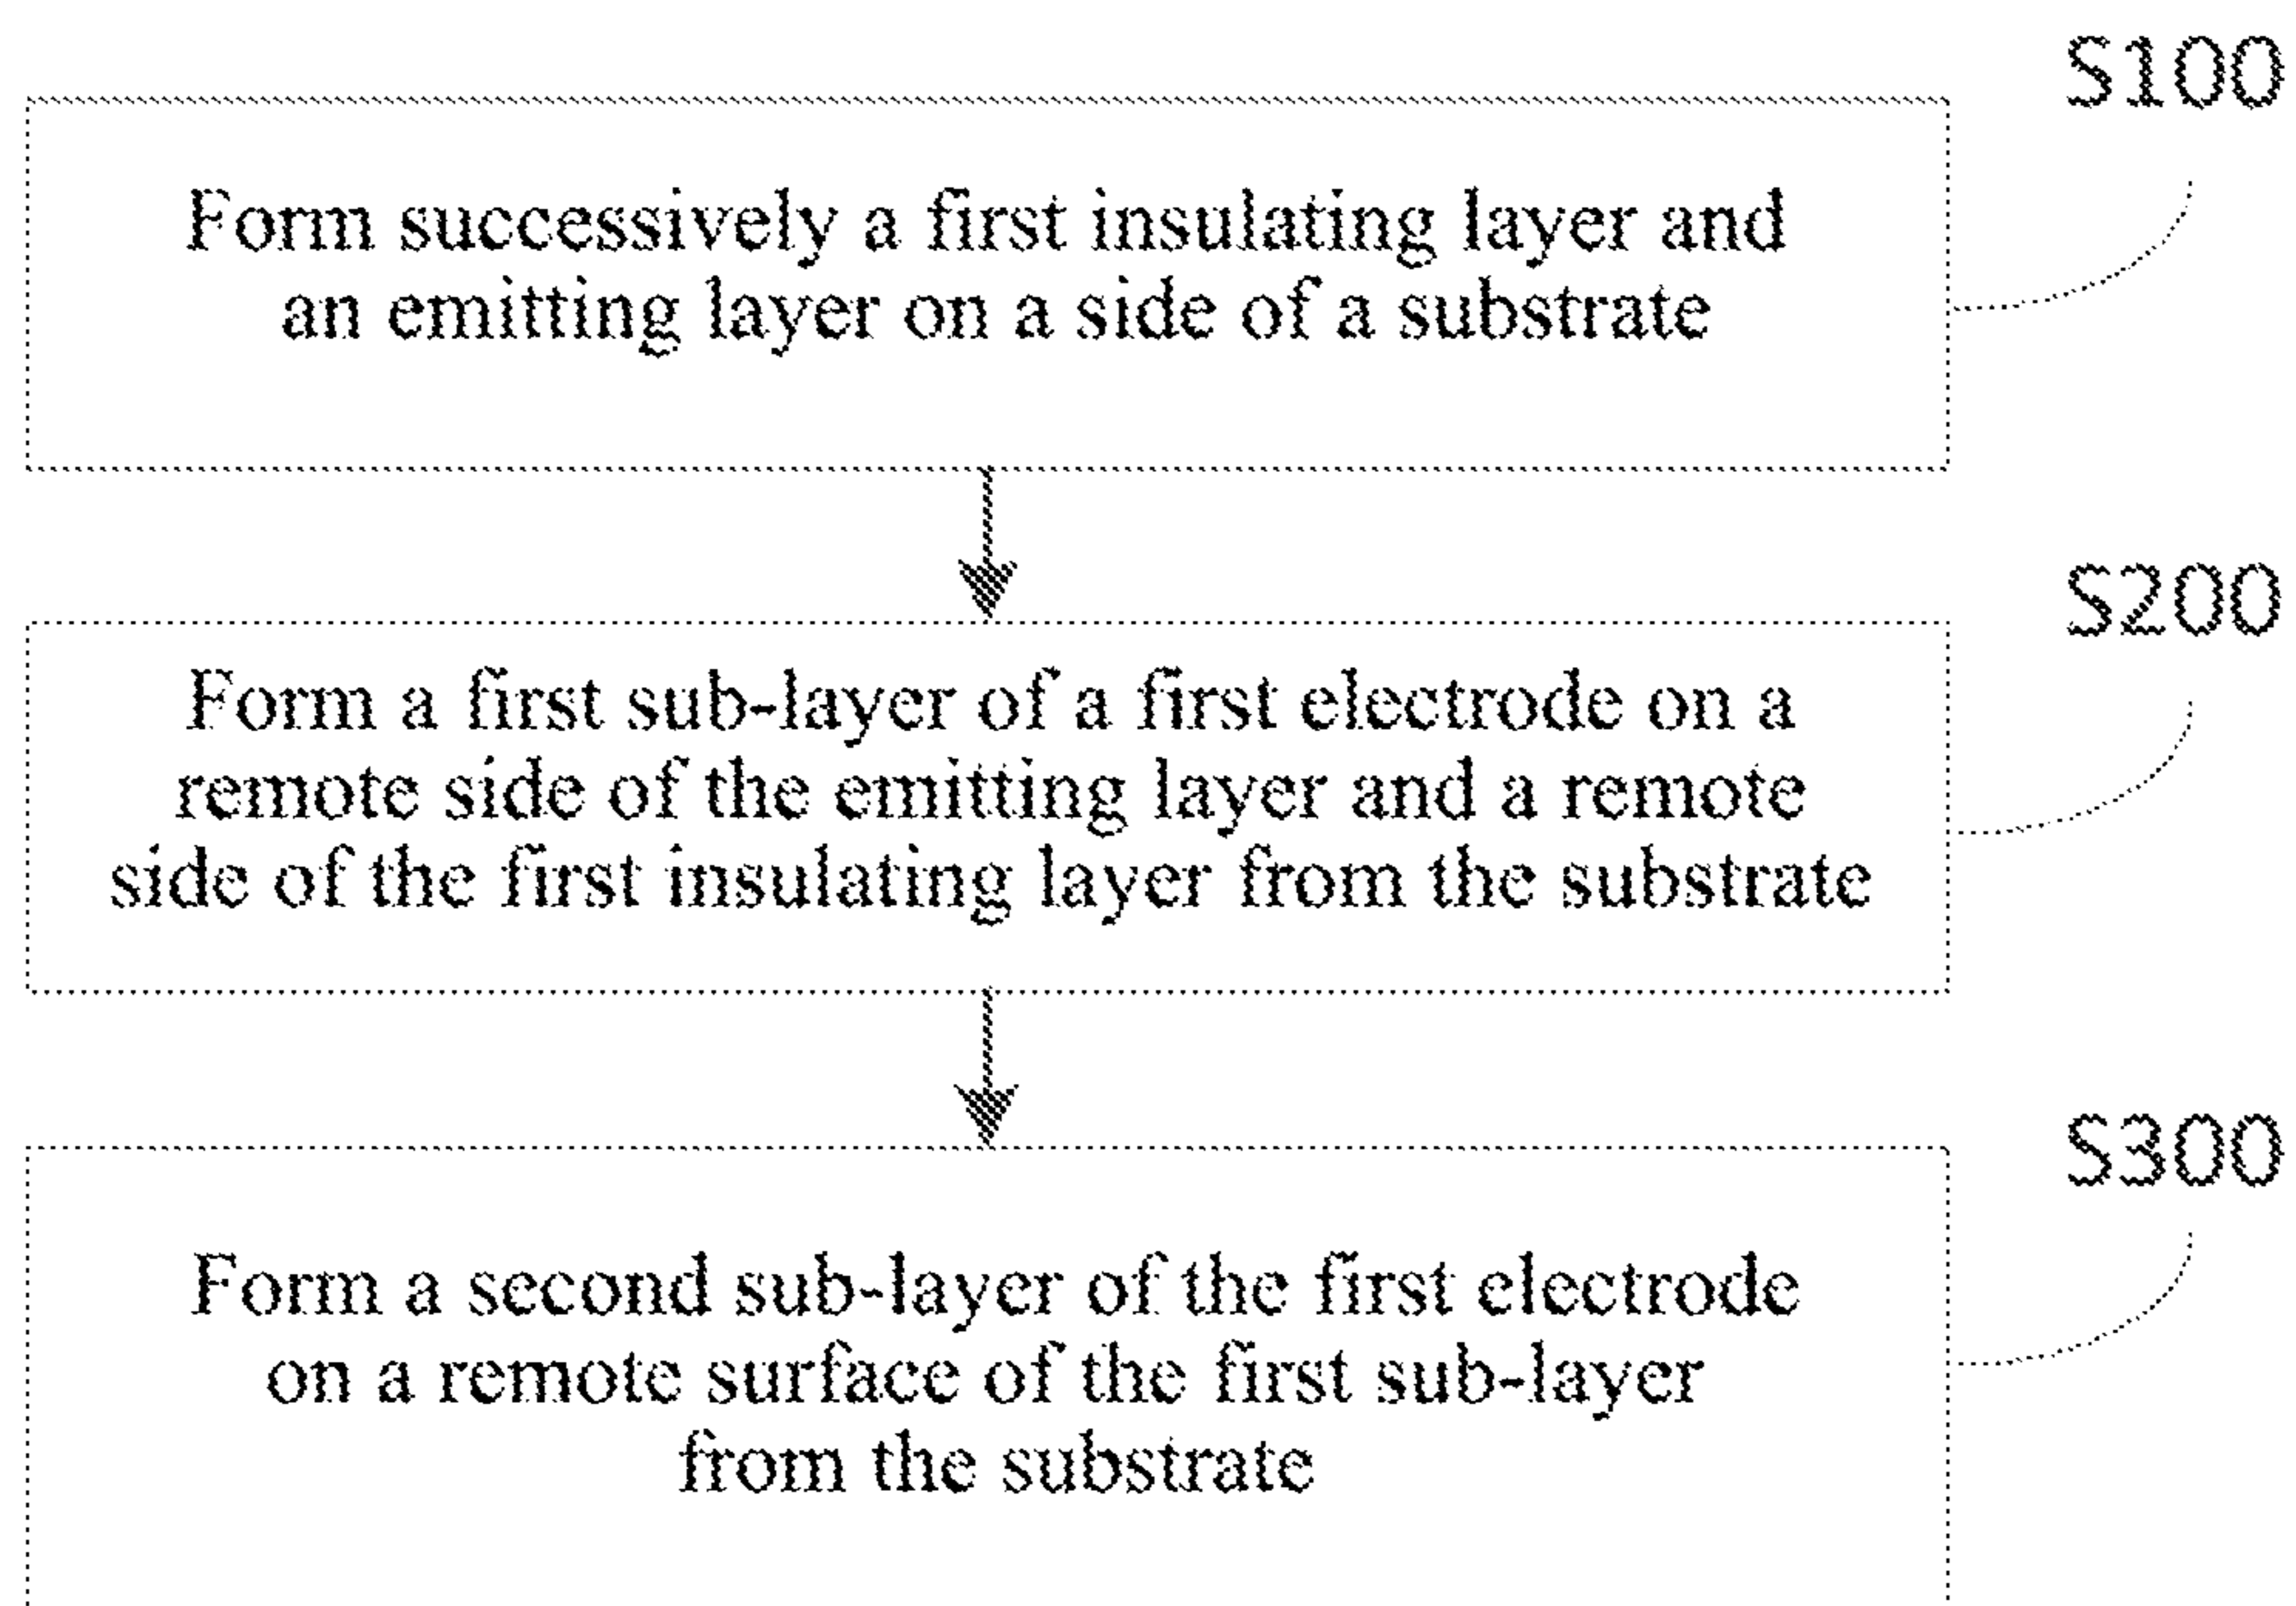 S100
Form successively a first insulating layer and
an emitting layer on a side of a substrate
S200
Form a first sub-layer of a first electrode on a
remote side of the emitting layer and a remote
side of the first insulating layer from the substrate
S300
Form a second sub-layer of the first electrode
on a remote surface of the first sub-layer
from the substrate